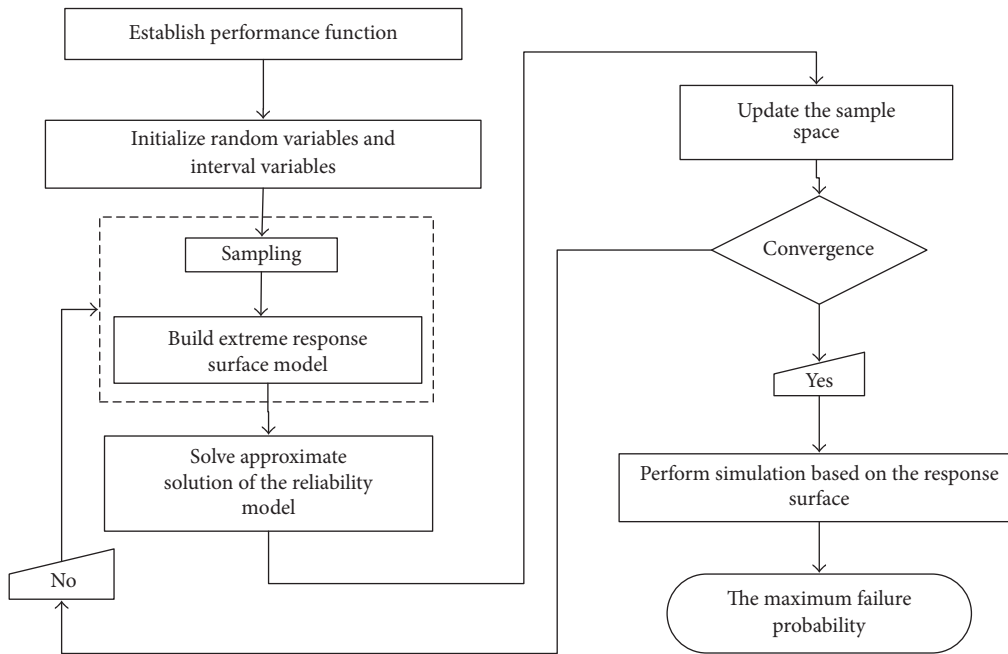 Establish performance function
Initialize random variables and
interval variables
Sampling
Build extreme response
surface model
Solve approximate
solution of the reliability
model
No
Update the sample
space
Convergence
Yes
Perform simulation based on the response
surface
The maximum failure
probability